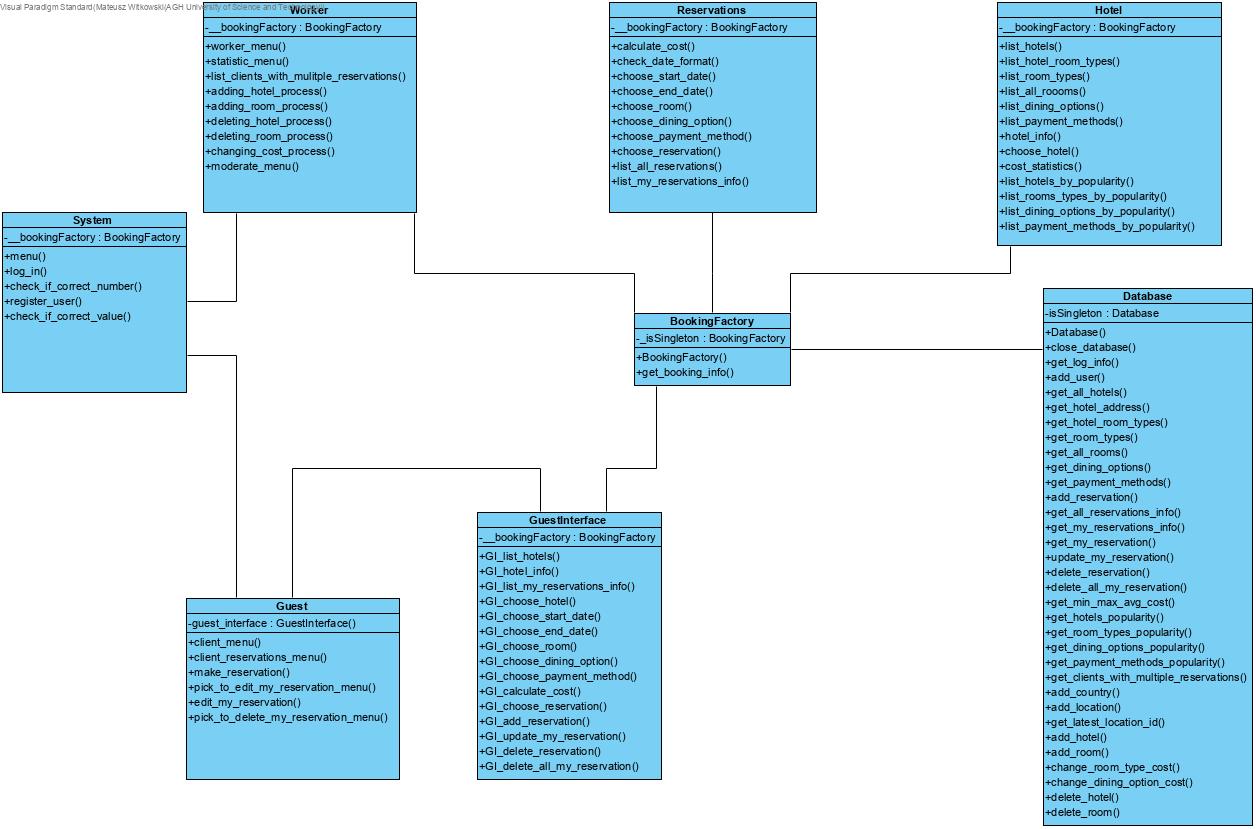 Visual Paradigm Standard(Mateusz Witkowski(AGH University of Science and Technology))
Worker
-__bookingFactory : BookingFactory
+worker_menu()
+statistic_menu()
+list_clients_with_mulitple_reservations()
+adding_hotel_process()
+adding_room_process()
+deleting_hotel_process()
+deleting_room_process()
+changing_cost_process()
+moderate_menu()
Reservations
-__bookingFactory : BookingFactory
+calculate_cost()
+check_date_format()
+choose_start_date()
+choose_end_date()
+choose_room()
+choose_dining_option()
+choose_payment_method()
+choose_reservation()
+list_all_reservations()
+list_my_reservations_info()
Hotel
-__bookingFactory : BookingFactory
+list_hotels()
+list_hotel_room_types()
+list_room_types()
+list_all_roooms()
+list_dining_options()
+list_payment_methods()
+hotel_info()
+choose_hotel()
+cost_statistics()
+list_hotels_by_popularity()
+list_rooms_types_by_popularity()
+list_dining_options_by_popularity()
+list_payment_methods_by_popularity()
System
-__bookingFactory : BookingFactory
+menu()
+log_in()
+check_if_correct_number()
+register_user()
+check_if_correct_value()
BookingFactory
-_isSingleton : BookingFactory
+BookingFactory()
+get_booking_info()
Database
-isSingleton : Database
+Database()
+close_database()
+get_log_info()
+add_user()
+get_all_hotels()
+get_hotel_address()
+get_hotel_room_types()
+get_room_types()
+get_all_rooms()
+get_dining_options()
+get_payment_methods()
+add_reservation()
+get_all_reservations_info()
+get_my_reservations_info()
+get_my_reservation()
+update_my_reservation()
+delete_reservation()
+delete_all_my_reservation()
+get_min_max_avg_cost()
+get_hotels_popularity()
+get_room_types_popularity()
+get_dining_options_popularity()
+get_payment_methods_popularity()
+get_clients_with_multiple_reservations()
+add_country()
+add_location()
+get_latest_location_id()
+add_hotel()
+add_room()
+change_room_type_cost()
+change_dining_option_cost()
+delete_hotel()
+delete_room()
GuestInterface
-__bookingFactory : BookingFactory
+GI_list_hotels()
+GI_hotel_info()
+GI_list_my_reservations_info()
+GI_choose_hotel()
+GI_choose_start_date()
+GI_choose_end_date()
+GI_choose_room()
+GI_choose_dining_option()
+GI_choose_payment_method()
+GI_calculate_cost()
+GI_choose_reservation()
+GI_add_reservation()
+GI_update_my_reservation()
+GI_delete_reservation()
+GI_delete_all_my_reservation()
Guest
-guest_interface : GuestInterface()
+client_menu()
+client_reservations_menu()
+make_reservation()
+pick_to_edit_my_reservation_menu()
+edit_my_reservation()
+pick_to_delete_my_reservation_menu()